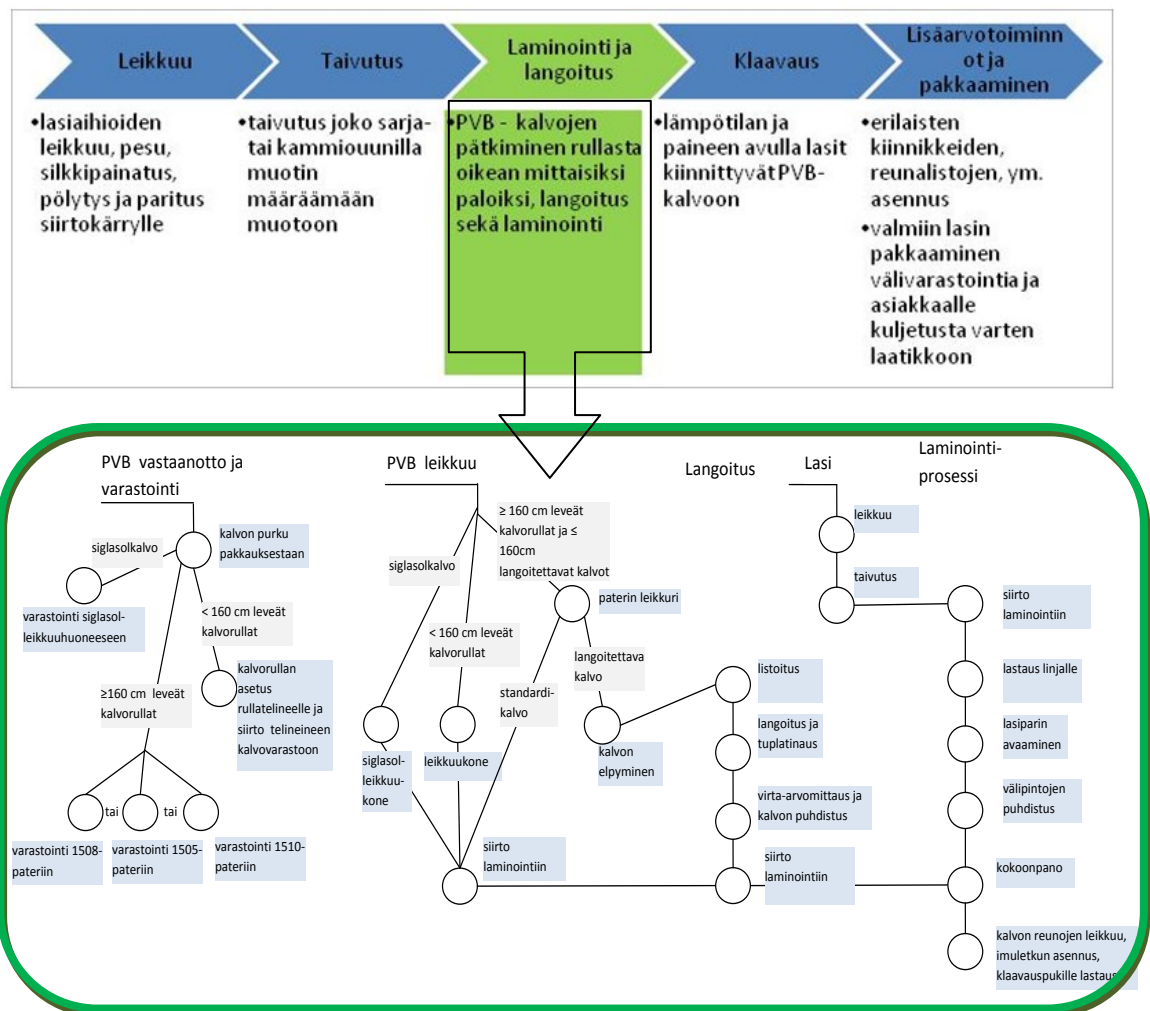 Leikkuu
Taivutus
Laminointi ja
langoitus
Klaavaus
Lisäarvotoiminn
ot ja
pakkaaminen
•lasiaihioiden
leikkuu, pesu,
silkkipainatus,
pölytys ja paritus
siirtokärrylle
•taivutus joko sarja-
tai kammiouunilla
muotin
määräämään
muotoon
•PVB - kalvojen
pätkiminen rullasta
oikean mittaisiksi
paloiksi, langoitus
sekä laminointi
•lämpötilan ja
paineen avulla lasit
kiinnittyvät PVB-
kalvoon
•erilaisten
kiinnikkeiden,
reunalistojen, ym.
asennus
•valmiin lasin
pakkaaminen
välivarastointia ja
asiakkaalle
kuljetusta varten
laatikkoon
PVB vastaanotto ja
varastointi
kalvon purku
pakkauksestaan
siglasolkalvo
varastointi siglasol-
leikkuuhuoneeseen
< 160 cm leveät
kalvorullat
kalvorullan
asetus
rullatelineelle ja
siirto telineineen
kalvovarastoon
≥160 cm leveät
kalvorullat
tai
tai
varastointi 1508-
pateriin
varastointi 1505-
pateriin
varastointi 1510-
pateriin
PVB leikkuu
≥ 160 cm leveät
kalvorullat ja ≤
160cm
langoitettavat kalvot
siglasolkalvo
< 160 cm leveät
kalvorullat
paterin leikkuri
langoitettava
kalvo
standardi-
kalvo
siglasol-
leikkuu-
kone
leikkuukone
kalvon
elpyminen
siirto
laminointiin
Langoitus
listoitus
langoitus ja
tuplatinaus
virta-arvomittaus ja
kalvon puhdistus
siirto
laminointiin
Lasi
leikkuu
taivutus
Laminointi-
prosessi
siirto
laminointiin
lastaus linjalle
lasiparin
avaaminen
välipintojen
puhdistus
kokoonpano
kalvon reunojen leikkuu,
imuletkun asennus,
klaavauspukille lastaus